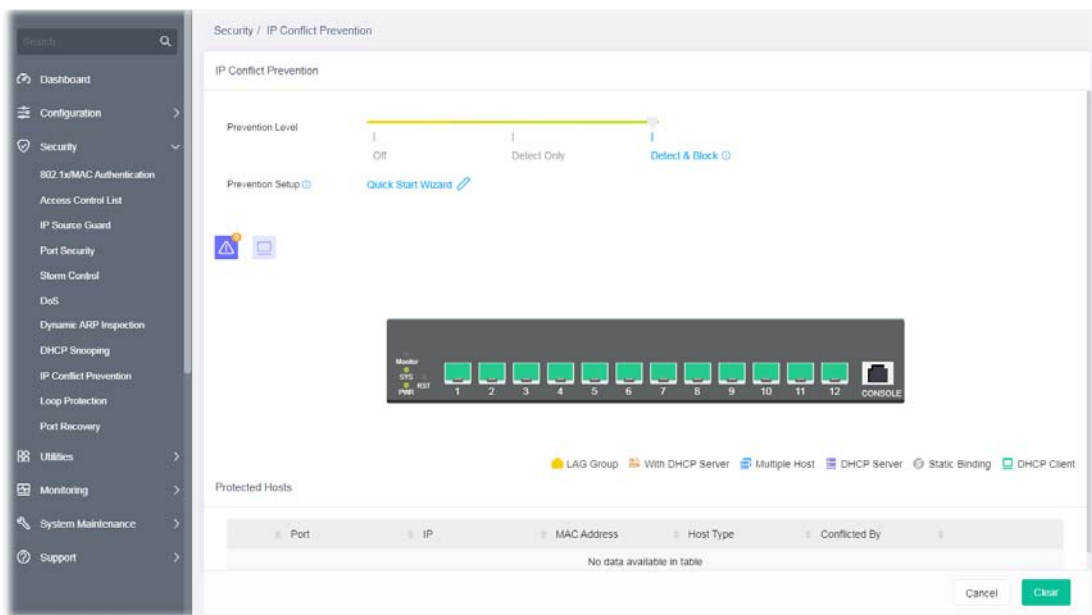 Search
Dashboard
Configuration
Security
802.1x/MAC Authentication
Access Control List
IP Source Guard
Port Security
Storm Control
DoS
Dynamic ARP Inspection
DHCP Snooping
IP Conflict Prevention
Loop Protection
Port Recovery
Utilities
Monitoring
System Maintenance
Support
Security / IP Conflict Prevention
IP Conflict Prevention
Prevention Level
Off Detect Only Detect & Block
Prevention Setup Quick Start Wizard
0
Monitor
SYS
RST
PWR
1 2 3 4 5 6 7 8 9 10 11 12 CONSOLE
LAG Group With DHCP Server Multiple Host DHCP Server Static Binding DHCP Client
Protected Hosts
Port IP MAC Address Host Type Conflicted By
No data available in table
Cancel Clear